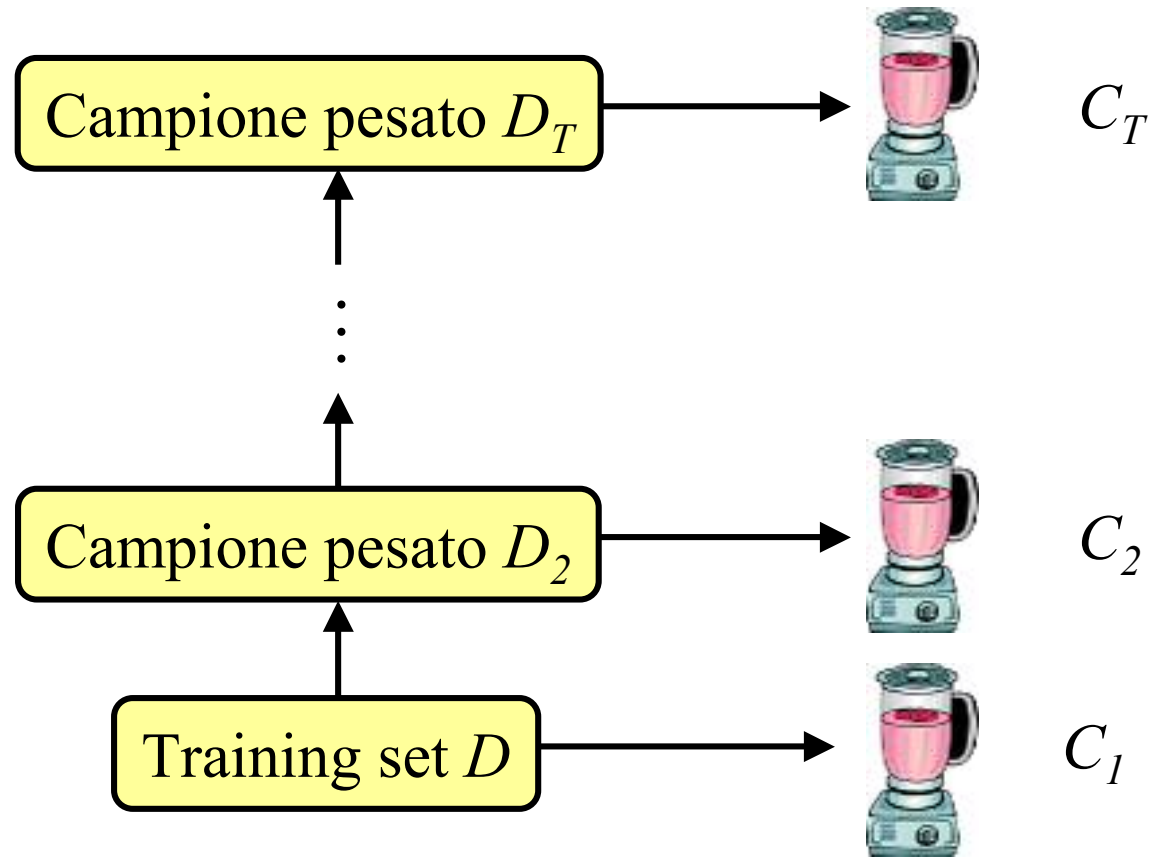 Campione pesato D_T
C_T
⋮
Campione pesato D_2
C_2
Training set D
C_1